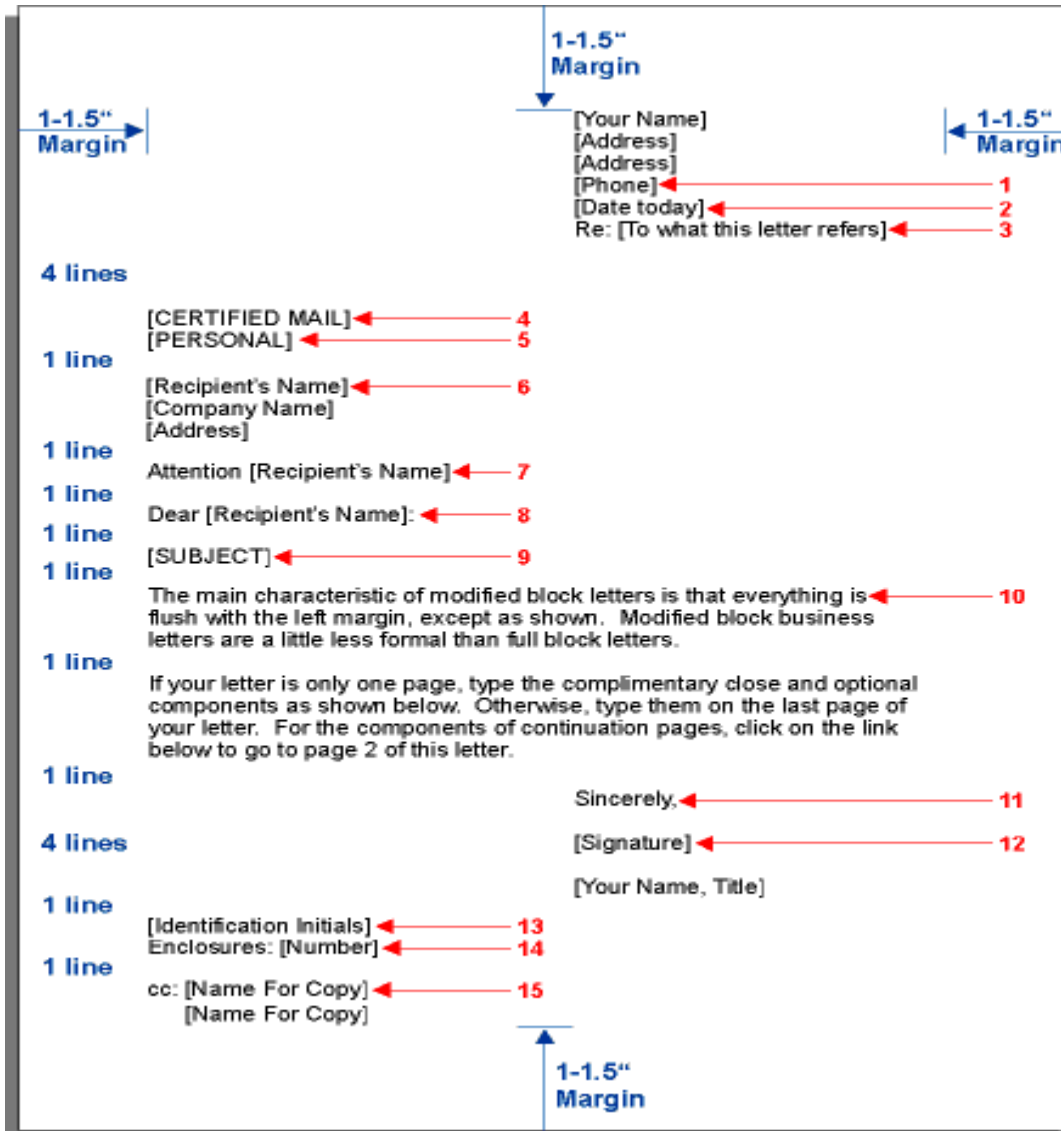 1-1.5“
Margin
1-1.5“
Margin
1-1.5“
Margin
[Your Name]
[Address]
[Address]
[Phone] 1
[Date today] 2
Re: [To what this letter refers] 3
4 lines
[CERTIFIED MAIL] 4
[PERSONAL] 5
1 line
[Recipient's Name] 6
[Company Name]
[Address]
1 line
Attention [Recipient's Name] 7
1 line
Dear [Recipient's Name]: 8
1 line
[SUBJECT] 9
1 line
The main characteristic of modified block letters is that everything is 10
flush with the left margin, except as shown. Modified block business
letters are a little less formal than full block letters.
1 line
If your letter is only one page, type the complimentary close and optional
components as shown below. Otherwise, type them on the last page of
your letter. For the components of continuation pages, click on the link
below to go to page 2 of this letter.
1 line
Sincerely, 11
4 lines
[Signature] 12
[Your Name, Title]
1 line
[Identification Initials] 13
Enclosures: [Number] 14
1 line
cc: [Name For Copy] 15
[Name For Copy]
1-1.5“
Margin